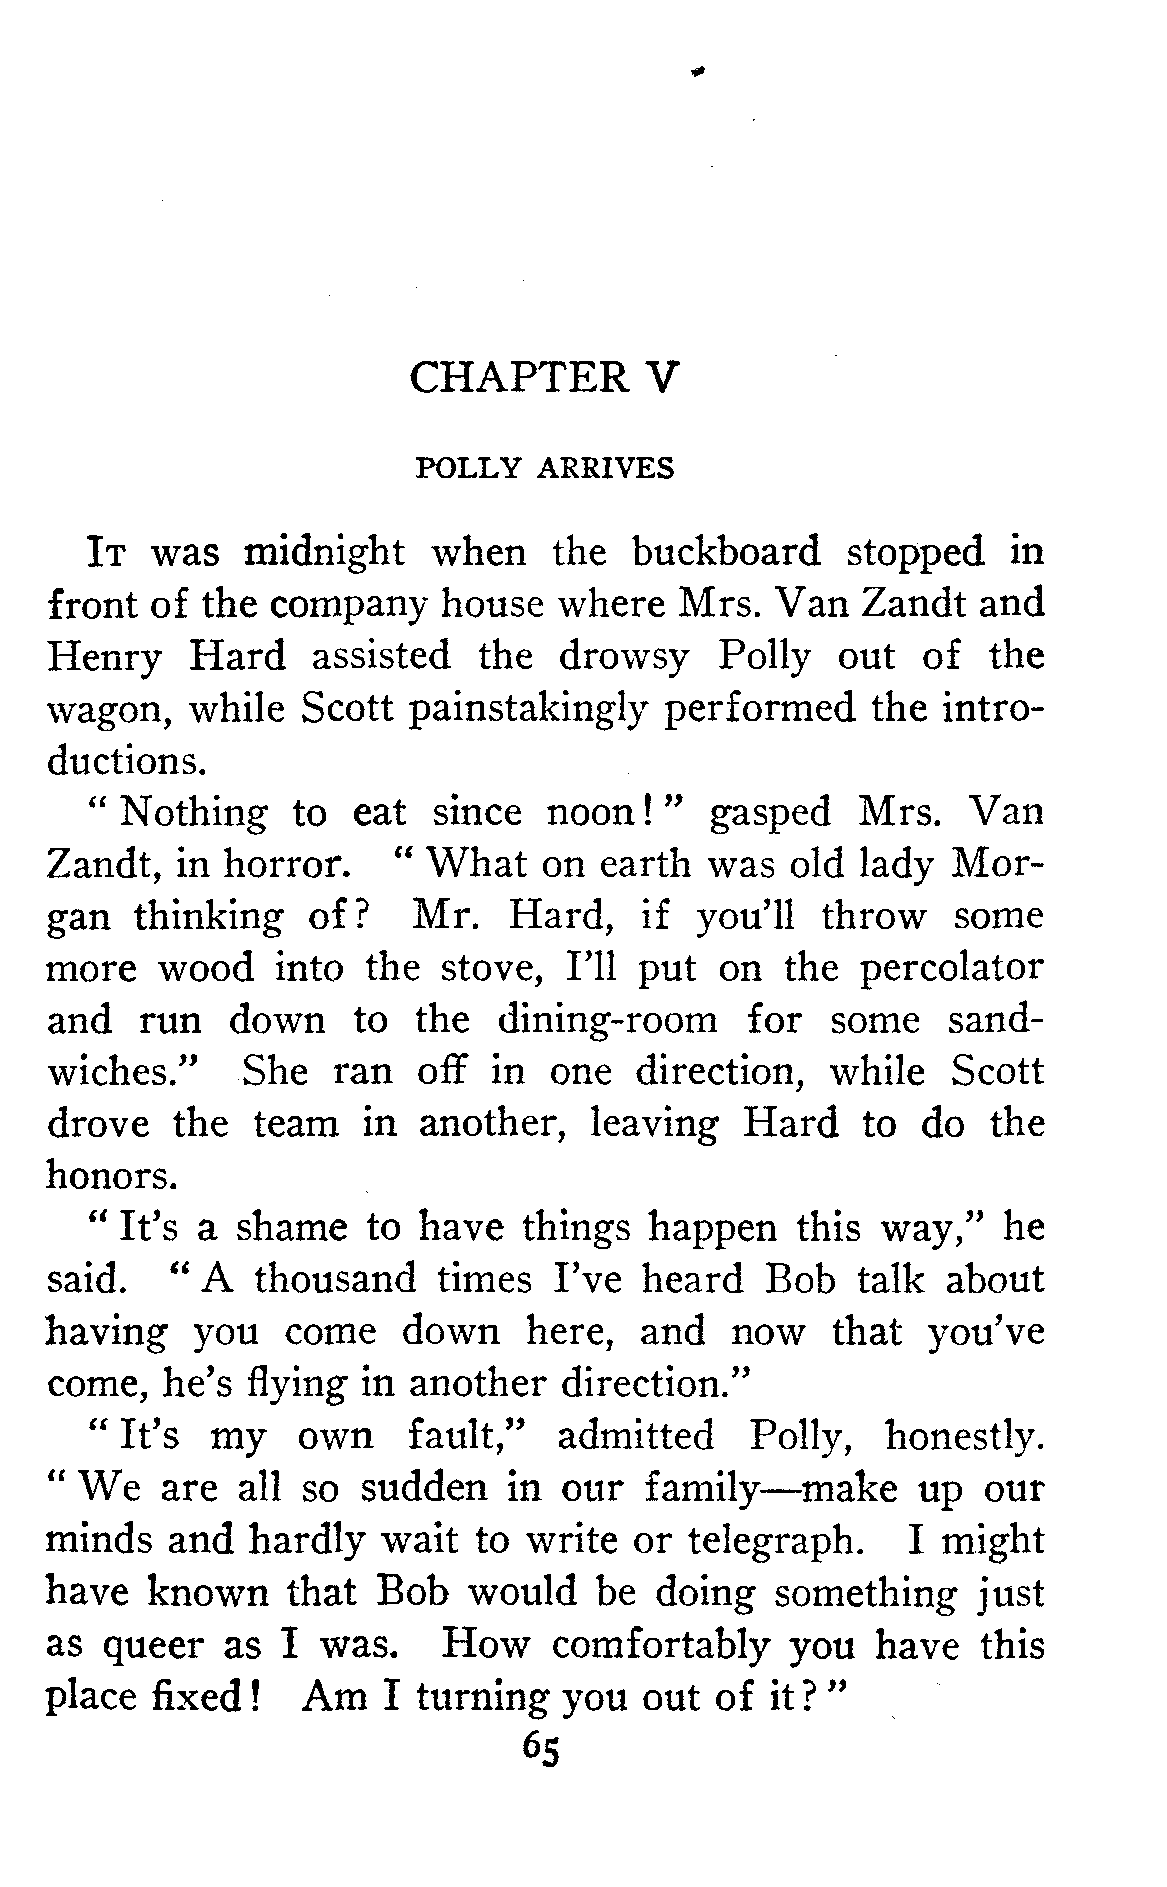 CHAPTER V
POLLY ARRIVES
IT was midnight when the buckboard stopped in
front of the company house where Mrs. Van Zandt and
Henry Hard assisted the drowsy Polly out of the
wagon, while Scott painstakingly performed the intro-
ductions.
“ Nothing to eat since noon! ” gasped Mrs. Van
Zandt, in horror. “ What on earth was old lady Mor-
gan thinking of? Mr. Hard, if you’ll throw some
more wood into the stove, I’ll put on the percolator
and run down to the dining-room for some sand-
wiches.” She ran off in one direction, while Scott
drove the team in another, leaving Hard to do the
honors.
“ It’s a shame to have things happen this way,” he
said. “ A thousand times I’ve heard Bob talk about
having you come down here, and now that you’ve
come, he’s flying in another direction.”
“ It’s my own fault,” admitted Polly, honestly.
“ We are all so sudden in our family—make up our
minds and hardly wait to write or telegraph. I might
have known that Bob would be doing something just
as queer as I was. How comfortably you have this
place fixed! Am I turning you out of it? ”
65